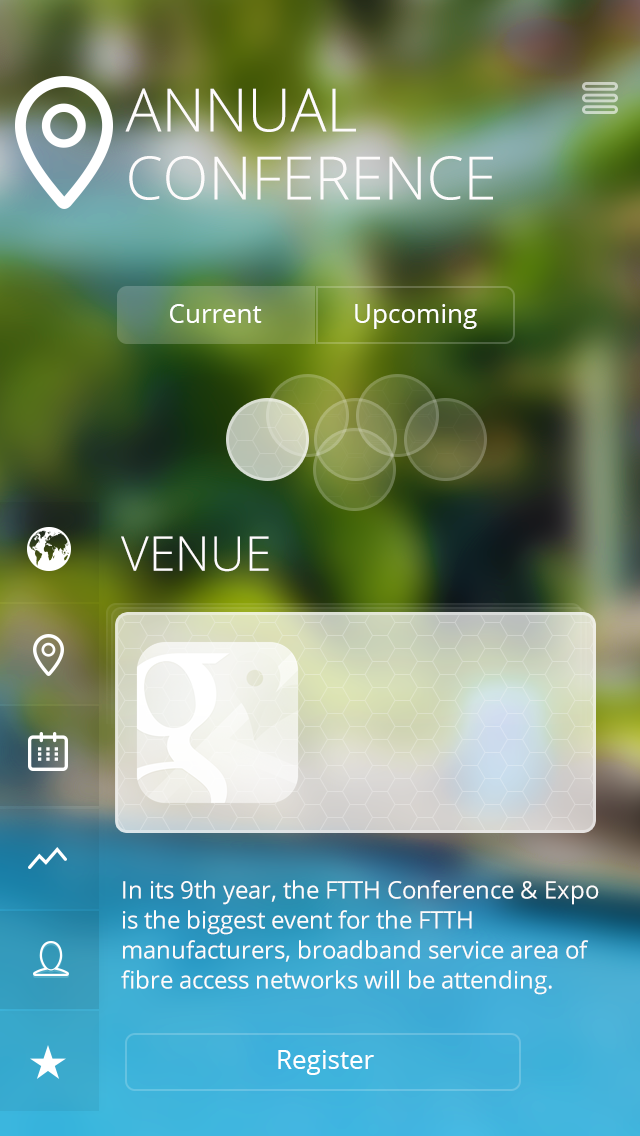 ANNUAL
CONFERENCE
Current
Upcoming
VENUE
g
In its 9th year, the FTTH Conference & Expo
is the biggest event for the FTTH
manufacturers, broadband service area of
fibre access networks will be attending.
Register